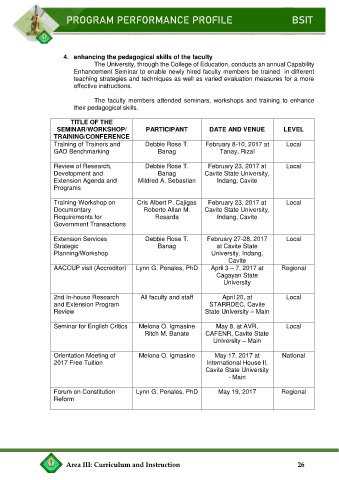 PROGRAM PERFORMANCE PROFILE BSIT
4. enhancing the pedagogical skills of the faculty
The University, through the College of Education, conducts an annual Capability
Enhancement Seminar to enable newly hired faculty members be trained in different
teaching strategies and techniques as well as varied evaluation measures for a more
effective instructions.
The faculty members attended seminars, workshops and training to enhance
their pedagogical skills.
TITLE OF THE
SEMINAR/WORKSHOP/ PARTICIPANT DATE AND VENUE LEVEL
TRAINING/CONFERENCE
Training of Trainers and Debbie Rose T. February 8-10, 2017 at Local
GAD Benchmarking Banag Tanay, Rizal
Review of Research, Debbie Rose T. February 23, 2017 at Local
Development and Banag Cavite State University,
Extension Agenda and Mildred A. Sebastian Indang, Cavite
Programs
Training-Workshop on Cris Albert P. Cajigas February 23, 2017 at Local
Documentary Roberto Allan M. Cavite State University,
Requirements for Rosarda Indang, Cavite
Government Transactions
Extension Services Debbie Rose T. February 27-28, 2017 Local
Strategic Banag at Cavite State
Planning/Workshop University, Indang,
Cavite
AACCUP visit (Accreditor) Lynn G. Penales, PhD April 3 – 7, 2017 at Regional
Cagayan State
University
2nd In-house Research All faculty and staff April 20, at Local
and Extension Program STARRDEC, Cavite
Review State University – Main
Seminar for English Critics Melona O. Igmasine May 8, at AVR, Local
Ritch M. Banate CAFENR, Cavite State
University – Main
Orientation Meeting of Melona O. Igmasine May 17, 2017 at National
2017 Free Tuition International House II,
Cavite State University
- Main
Forum on Constitution Lynn G. Penales, PhD May 19, 2017 Regional
Reform
Area III: Curriculum and Instruction 26